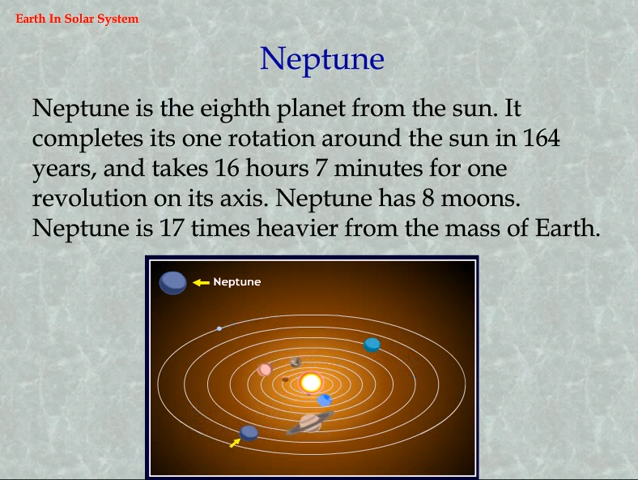 Earth In Solar System
Neptune
Neptune is the eighth planet from the sun. It
completes its one rotation around the sun in 164
years, and takes 16 hours 7 minutes for one
revolution on its axis. Neptune has 8 moons.
Neptune is 17 times heavier from the mass of Earth.
Neptune